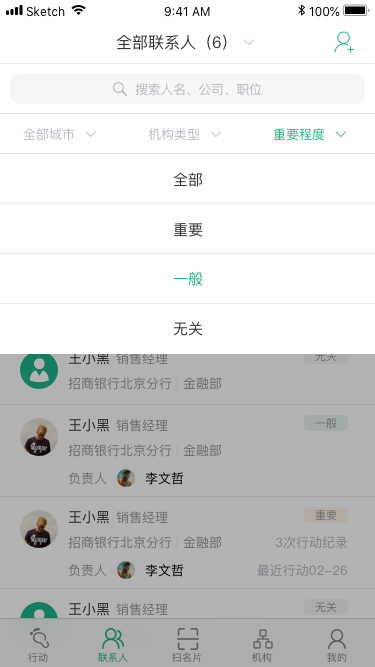 Sketch 9:41 AM 100%
全部联系人（6）
搜索人名、公司、职位
全部城市 机构类型 重要程度
全部
重要
一般
无关
王小黑 销售经理 无关
招商银行北京分行 金融部
王小黑 销售经理 一般
招商银行北京分行 金融部
负责人 李文哲
王小黑 销售经理 重要
招商银行北京分行 金融部 3次行动纪录
负责人 李文哲 最近行动02-26
王小黑 销售经理 无关
行动 联系人 扫名片 机构 我的